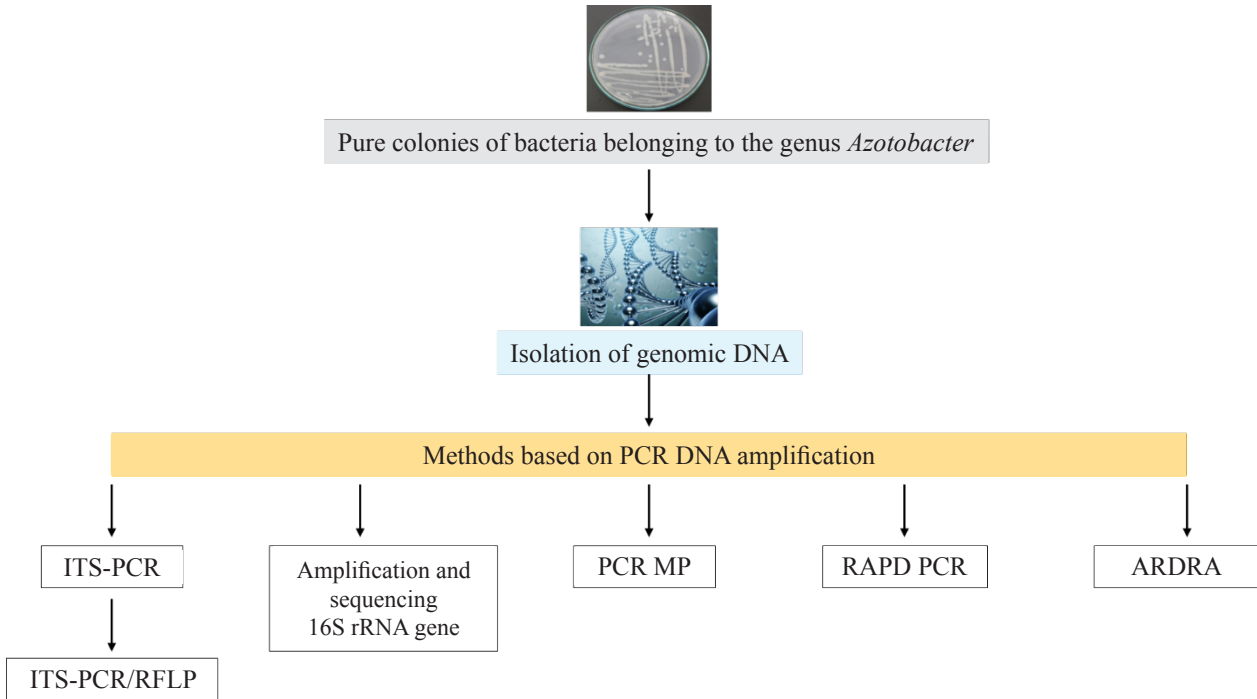 Pure colonies of bacteria belonging to the genus Azotobacter
Isolation of genomic DNA
Methods based on PCR DNA amplification
ITS-PCR
Amplification and
sequencing
16S rRNA gene
PCR MP
RAPD PCR
ARDRA
ITS-PCR/RFLP